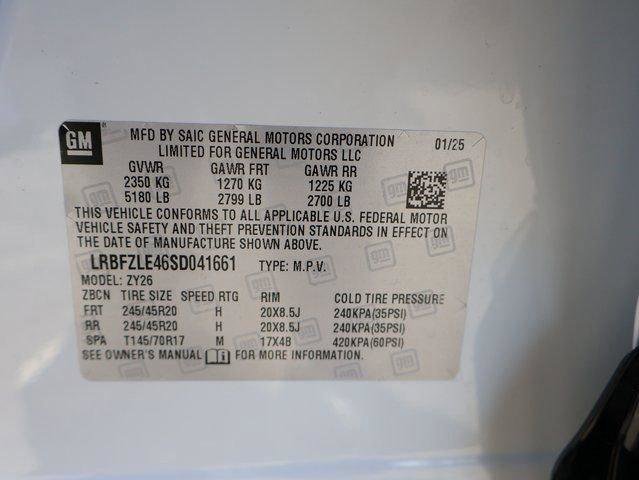 GM
MFD BY SAIC GENERAL MOTORS CORPORATION 01/25
LIMITED FOR GENERAL MOTORS LLC
GVWR GAWR FRT GAWR RR
2350 KG 1270 KG 1225 KG
5180 LB 2799 LB 2700 LB
THIS VEHICLE CONFORMS TO ALL APPLICABLE U.S. FEDERAL MOTOR
VEHICLE SAFETY AND THEFT PREVENTION STANDARDS IN EFFECT ON
THE DATE OF MANUFACTURE SHOWN ABOVE.
LRBFZLE46SD041661 TYPE: M.P.V.
MODEL: ZY26
ZBCN TIRE SIZE SPEED RTG RIM COLD TIRE PRESSURE
FRT 245/45R20 H 20X8.5J 240KPA(35PSI)
RR 245/45R20 H 20X8.5J 240KPA(35PSI)
SPA T145/70R17 M 17X4B 420KPA(60PSI)
SEE OWNER'S MANUAL FOR MORE INFORMATION.